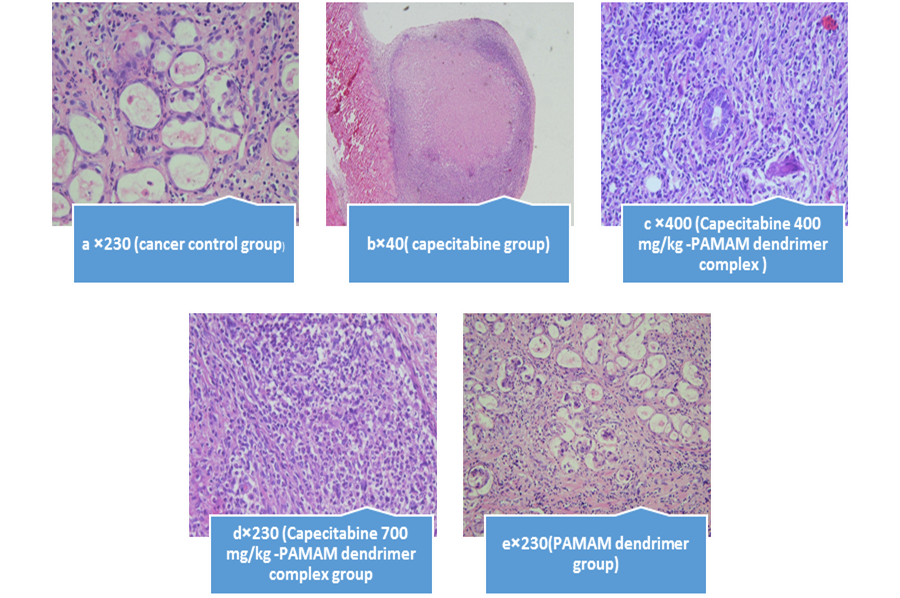 a ×230 (cancer control group)
b×40( capecitabine group)
c ×400 (Capecitabine 400
mg/kg -PAMAM dendrimer
complex )
d×230 (Capecitabine 700
mg/kg -PAMAM dendrimer
complex group
e×230(PAMAM dendrimer
group)